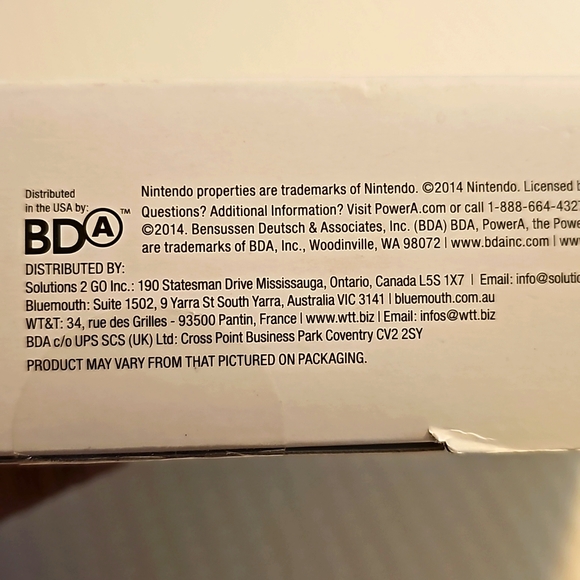 Distributed
in the USA by:
BDA™
Nintendo properties are trademarks of Nintendo. ©2014 Nintendo. Licensed
Questions? Additional Information? Visit PowerA.com or call 1-888-664-432
©2014. Bensussen Deutsch & Associates, Inc. (BDA) BDA, PowerA, the
are trademarks of BDA, Inc., Woodinville, WA 98072 | www.bdainc.com |
DISTRIBUTED BY:
Solutions 2 GO Inc.: 190 Statesman Drive Mississauga, Ontario, Canada L5S 1X7 | Email:
Bluemouth: Suite 1502, 9 Yarra St South Yarra, Australia VIC 3141 | bluemouth.com.au
WT&T: 34, rue des Grilles - 93500 Pantin, France | www.wtt.biz | Email: infos@wtt.biz
BDA c/o UPS SCS (UK) Ltd: Cross Point Business Park Coventry CV2 2SY
PRODUCT MAY VARY FROM THAT PICTURED ON PACKAGING.